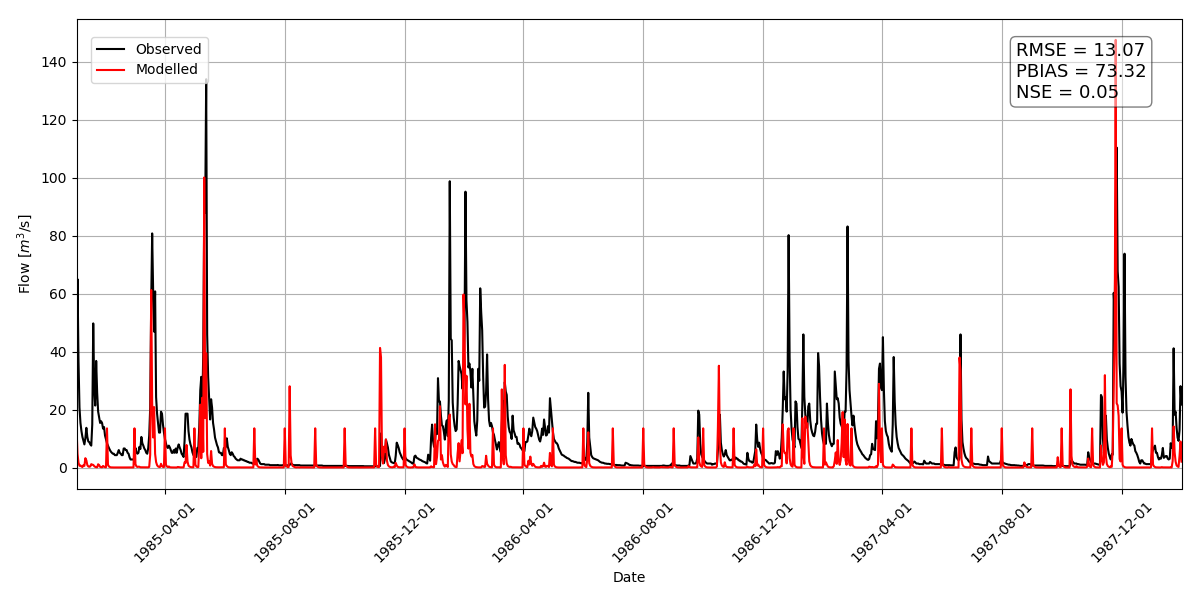 Observed
Modelled
RMSE = 13.07
PBIAS = 73.32
NSE = 0.05
Flow [m³/s]
140
120
100
80
60
40
20
0
1985-04-01
1985-08-01
1985-12-01
1986-04-01
1986-08-01
1986-12-01
1987-04-01
1987-08-01
1987-12-01
Date